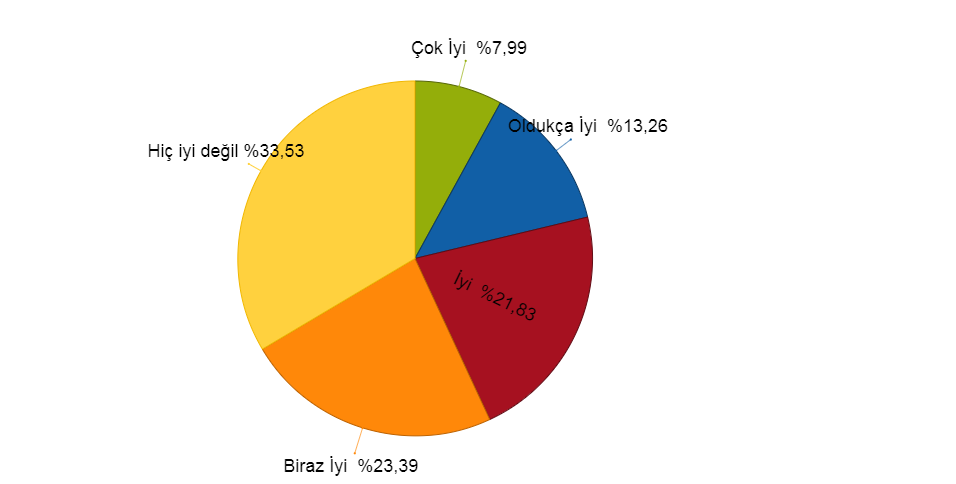 Çok İyi  %7,99
Oldukça İyi  %13,26
Hiç iyi değil %33,53
İyi  %21,83
Biraz İyi  %23,39